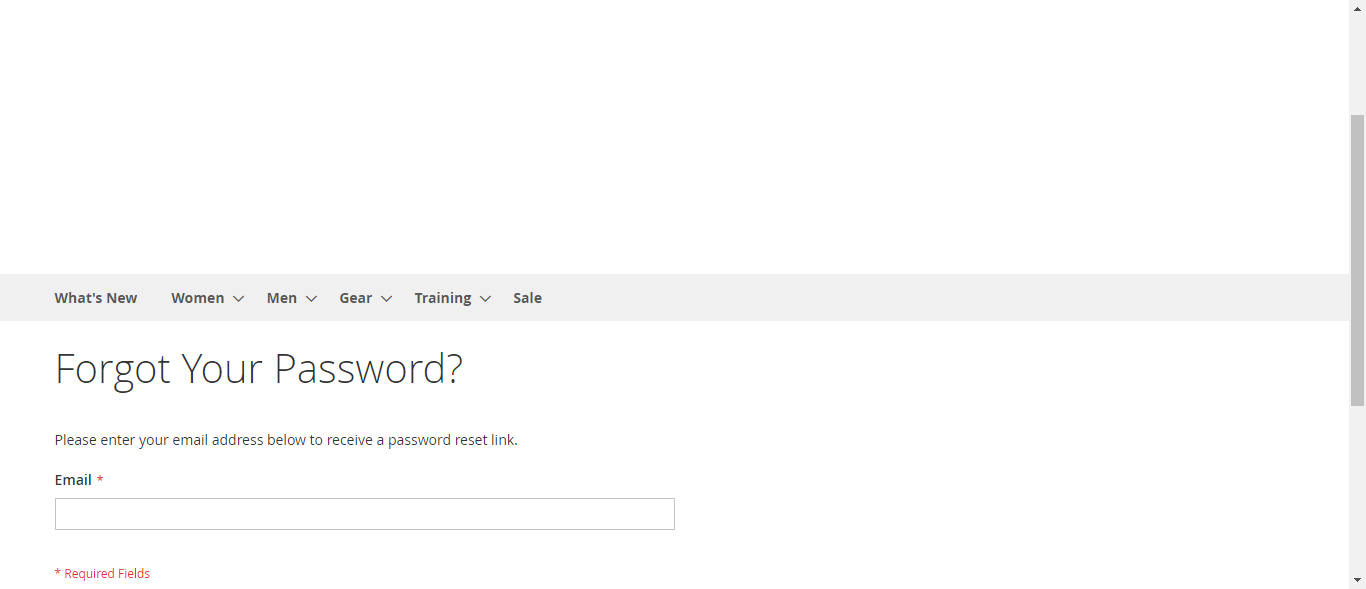 What's New Women Men Gear Training Sale
Forgot Your Password?
Please enter your email address below to receive a password reset link.
Email *
* Required Fields